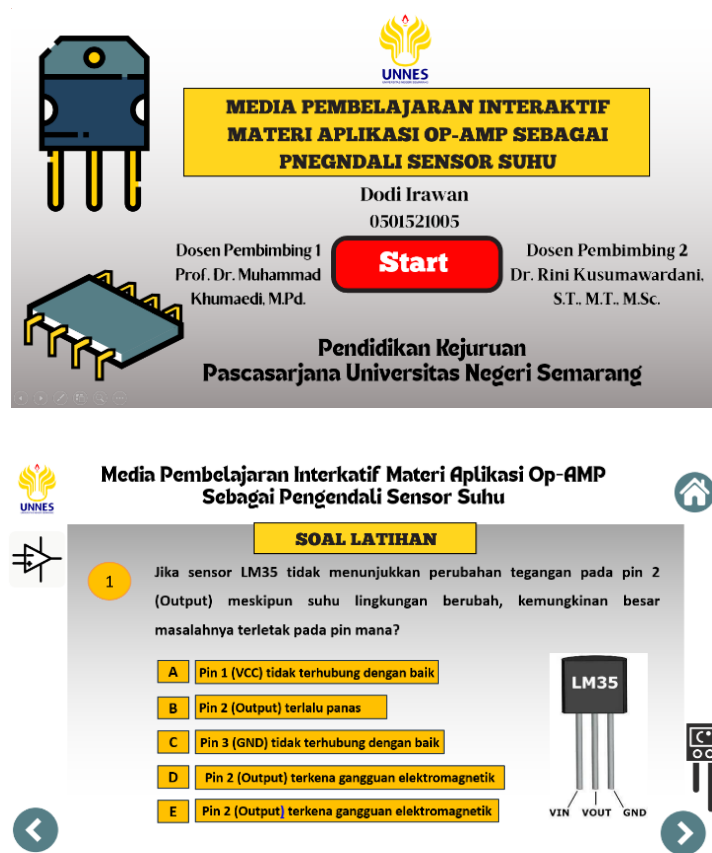 UNNES
MEDIA PEMBELAJARAN INTERAKTIF
MATERI APLIKASI OP-AMP SEBAGAI
PNEGNDALI SENSOR SUHU
Dodi Irawan
0501521005
Dosen Pembimbing 1
Prof. Dr. Muhammad
Khumaedi, M.Pd.
Start
Dosen Pembimbing 2
Dr. Rini Kusumawardani,
S.T., M.T., M.Sc.
Pendidikan Kejuruan
Pascasarjana Universitas Negeri Semarang
UNNES
Media Pembelajaran Interkatif Materi Aplikasi Op-AMP
Sebagai Pengendali Sensor Suhu
SOAL LATIHAN
1
Jika sensor LM35 tidak menunjukkan perubahan tegangan pada pin 2
(Output) meskipun suhu lingkungan berubah, kemungkinan besar
masalahnya terletak pada pin mana?
A Pin 1 (VCC) tidak terhubung dengan baik
B Pin 2 (Output) terlalu panas
C Pin 3 (GND) tidak terhubung dengan baik
D Pin 2 (Output) terkena gangguan elektromagnetik
E Pin 2 (Output) terkena gangguan elektromagnetik
LM35
VIN VOUT GND